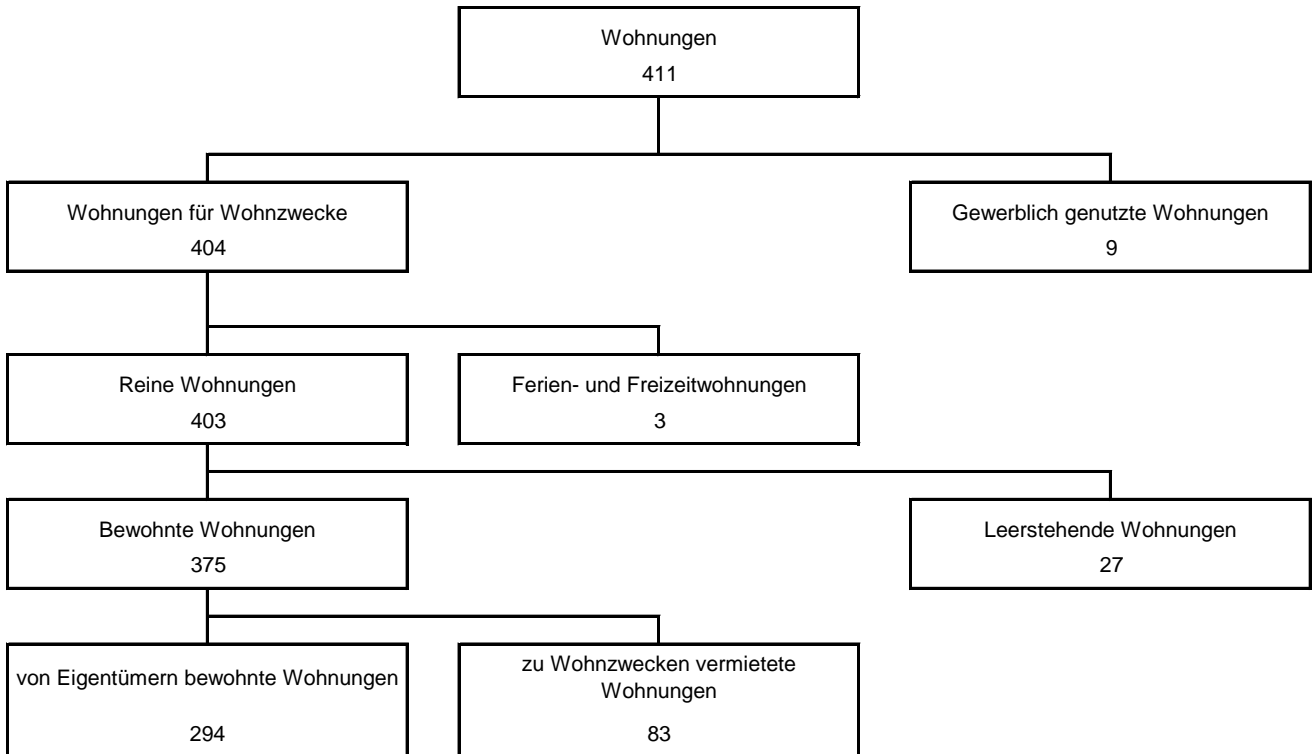 Wohnungen
411
Wohnungen für Wohnzwecke
404
Gewerblich genutzte Wohnungen
9
Reine Wohnungen
403
Ferien- und Freizeitwohnungen
3
Bewohnte Wohnungen
375
Leerstehende Wohnungen
27
von Eigentümern bewohnte Wohnungen
294
zu Wohnzwecken vermietete
Wohnungen
83